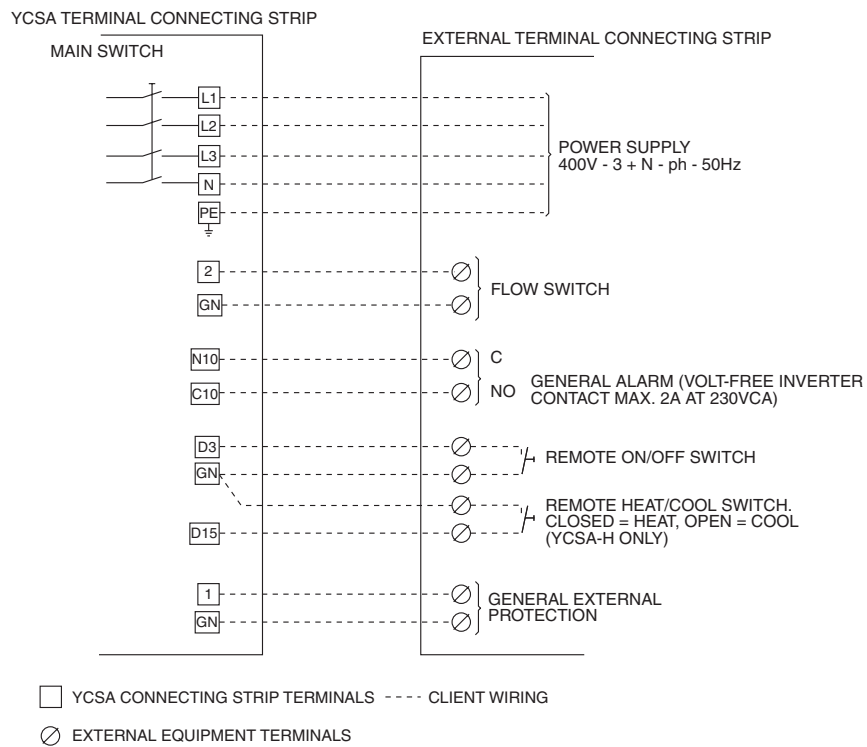 YCSA TERMINAL CONNECTING STRIP
MAIN SWITCH
EXTERNAL TERMINAL CONNECTING STRIP
L1
L2
L3
N
PE
POWER SUPPLY
400V - 3 + N - ph - 50Hz
2
GN
FLOW SWITCH
N10
C
C10
NO
GENERAL ALARM (VOLT-FREE INVERTER
CONTACT MAX. 2A AT 230VCA)
D3
GN
REMOTE ON/OFF SWITCH
D15
REMOTE HEAT/COOL SWITCH.
CLOSED = HEAT, OPEN = COOL
(YCSA-H ONLY)
1
GN
GENERAL EXTERNAL
PROTECTION
YCSA CONNECTING STRIP TERMINALS
CLIENT WIRING
EXTERNAL EQUIPMENT TERMINALS